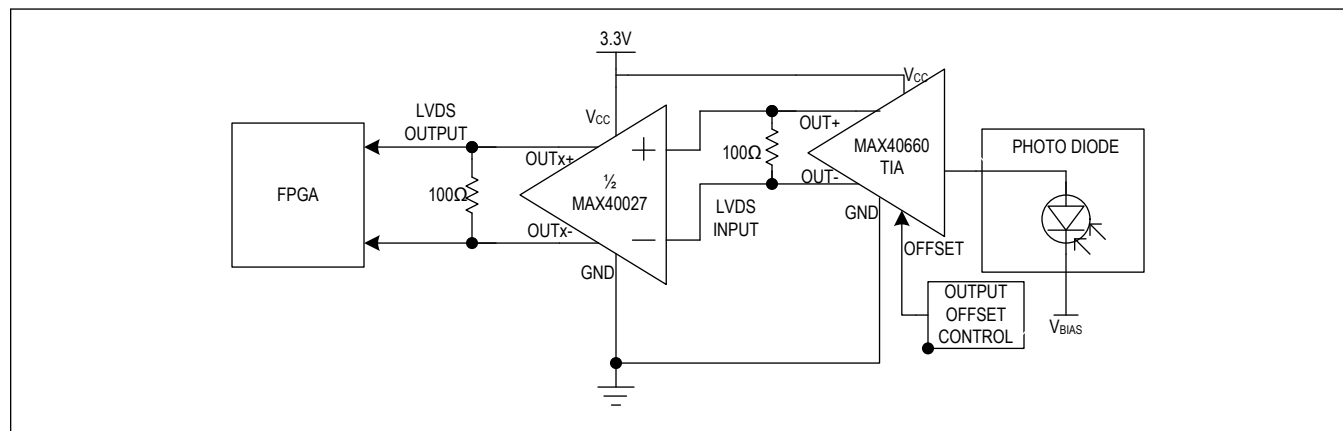 3.3V
VCC
LVDS
OUTPUT
VCC
OUT+
MAX40660
TIA
PHOTO DIODE
OUTx+
+
100Ω
FPGA
100Ω
½
MAX40027
OUT-
LVDS
INPUT
GND
OUTx-
−
OFFSET
GND
OUTPUT
OFFSET
CONTROL
VBIAS